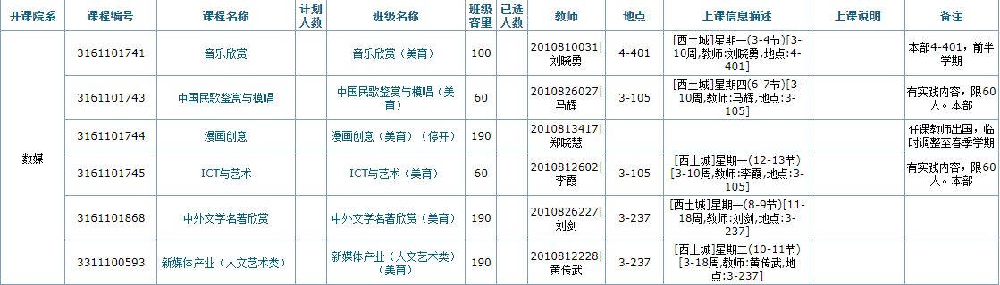 开课院系 课程编号 课程名称 计划人数 班级名称 班级容量 已选人数 教师 地点 上课信息描述 上课说明 备注
数媒
3161101741 音乐欣赏 音乐欣赏（美育） 100 2010810031|刘晓勇 4-401 [西土城]星期一(3-4节)[3-10周,教师:刘晓勇,地点:4-401] 本部4-401，前半学期
3161101743 中国民歌鉴赏与模唱 中国民歌鉴赏与模唱（美育） 60 2010826027|马辉 3-105 [西土城]星期四(6-7节)[3-10周,教师:马辉,地点:3-105] 有实践内容，限60人。本部
3161101744 漫画创意 漫画创意（美育）（停开） 190 2010813417|郑晓慧 任课教师出国，临时调整至春季学期
3161101745 ICT与艺术 ICT与艺术（美育） 60 2010812602|李霞 3-105 [西土城]星期一(12-13节)[3-10周,教师:李霞,地点:3-105] 有实践内容，限60人。本部
3161101868 中外文学名著欣赏 中外文学名著欣赏（美育） 190 2010826227|刘剑 3-237 [西土城]星期一(8-9节)[11-18周,教师:刘剑,地点:3-237]
3311100593 新媒体产业（人文艺术类） 新媒体产业（人文艺术类）（美育） 190 2010812228|黄传武 3-237 [西土城]星期二(10-11节)[3-18周,教师:黄传武,地点:3-237]